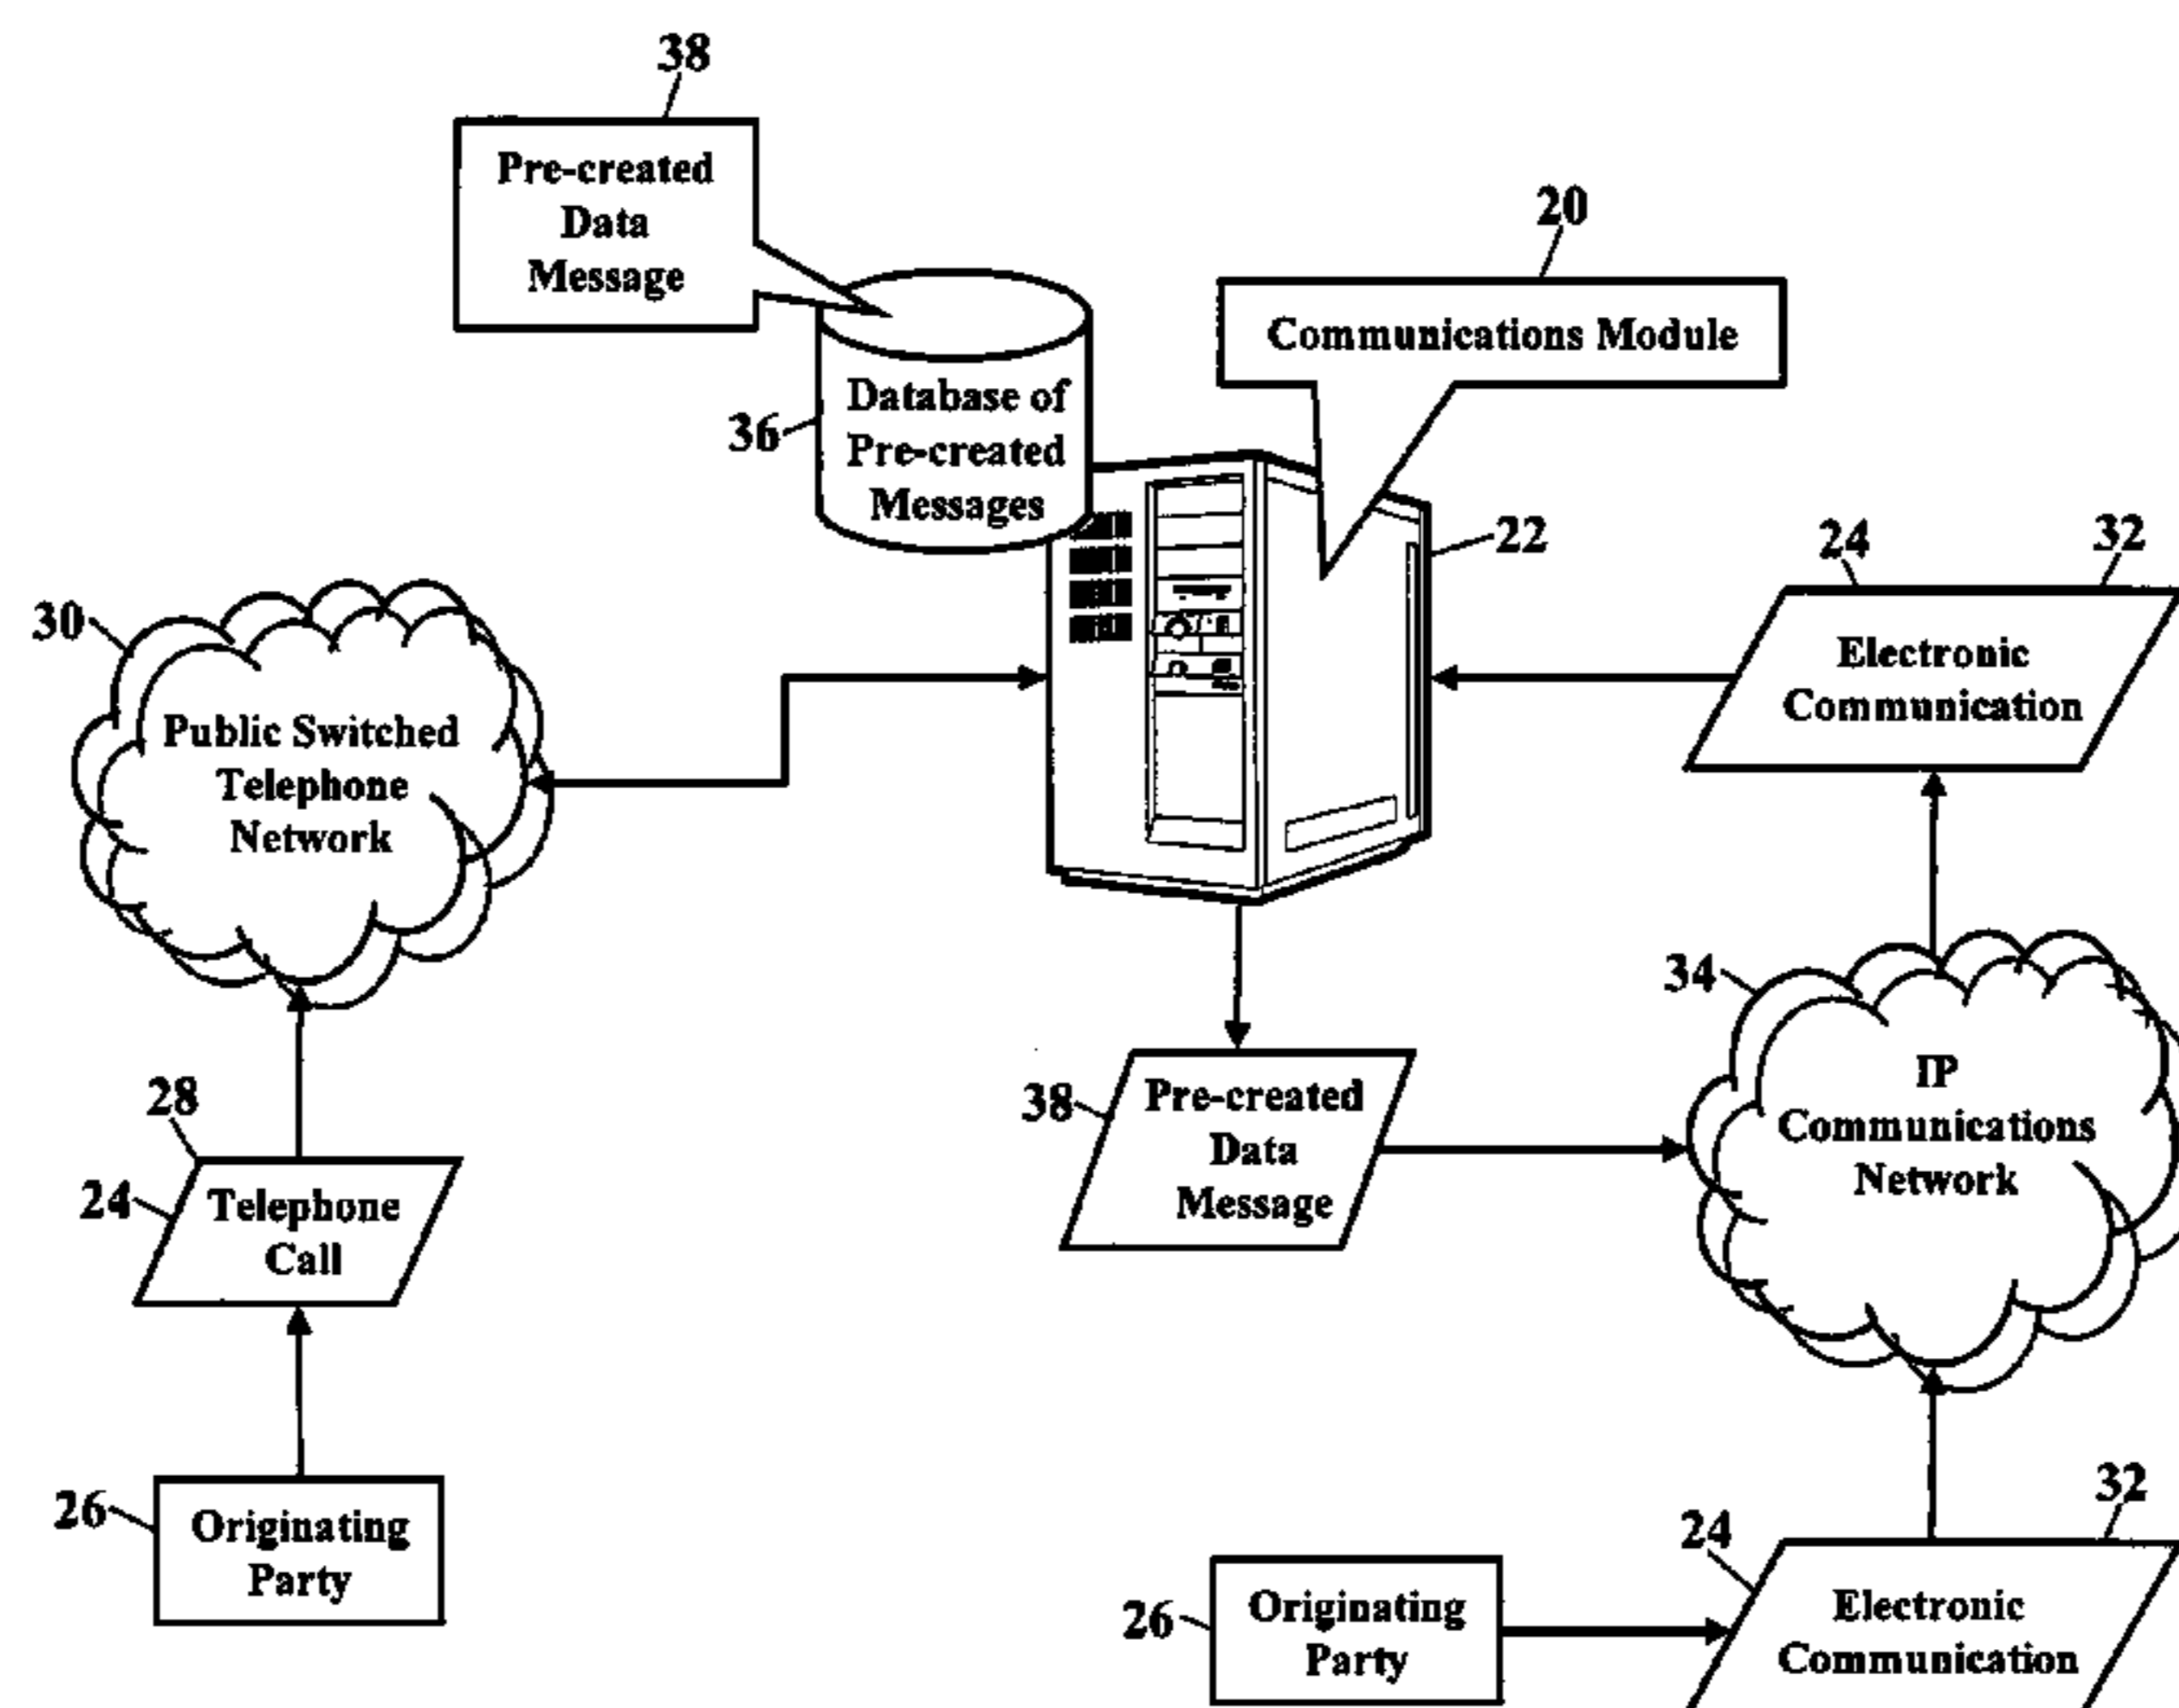 38
Pre-created
Data
Message
20
Communications Module
36
Database of
Pre-created
Messages
22
24
32
Electronic
Communication
30
Public Switched
Telephone
Network
34
IP
Communications
Network
38
Pre-created
Data
Message
28
24
Telephone
Call
26
Originating
Party
26
Originating
Party
24
32
Electronic
Communication